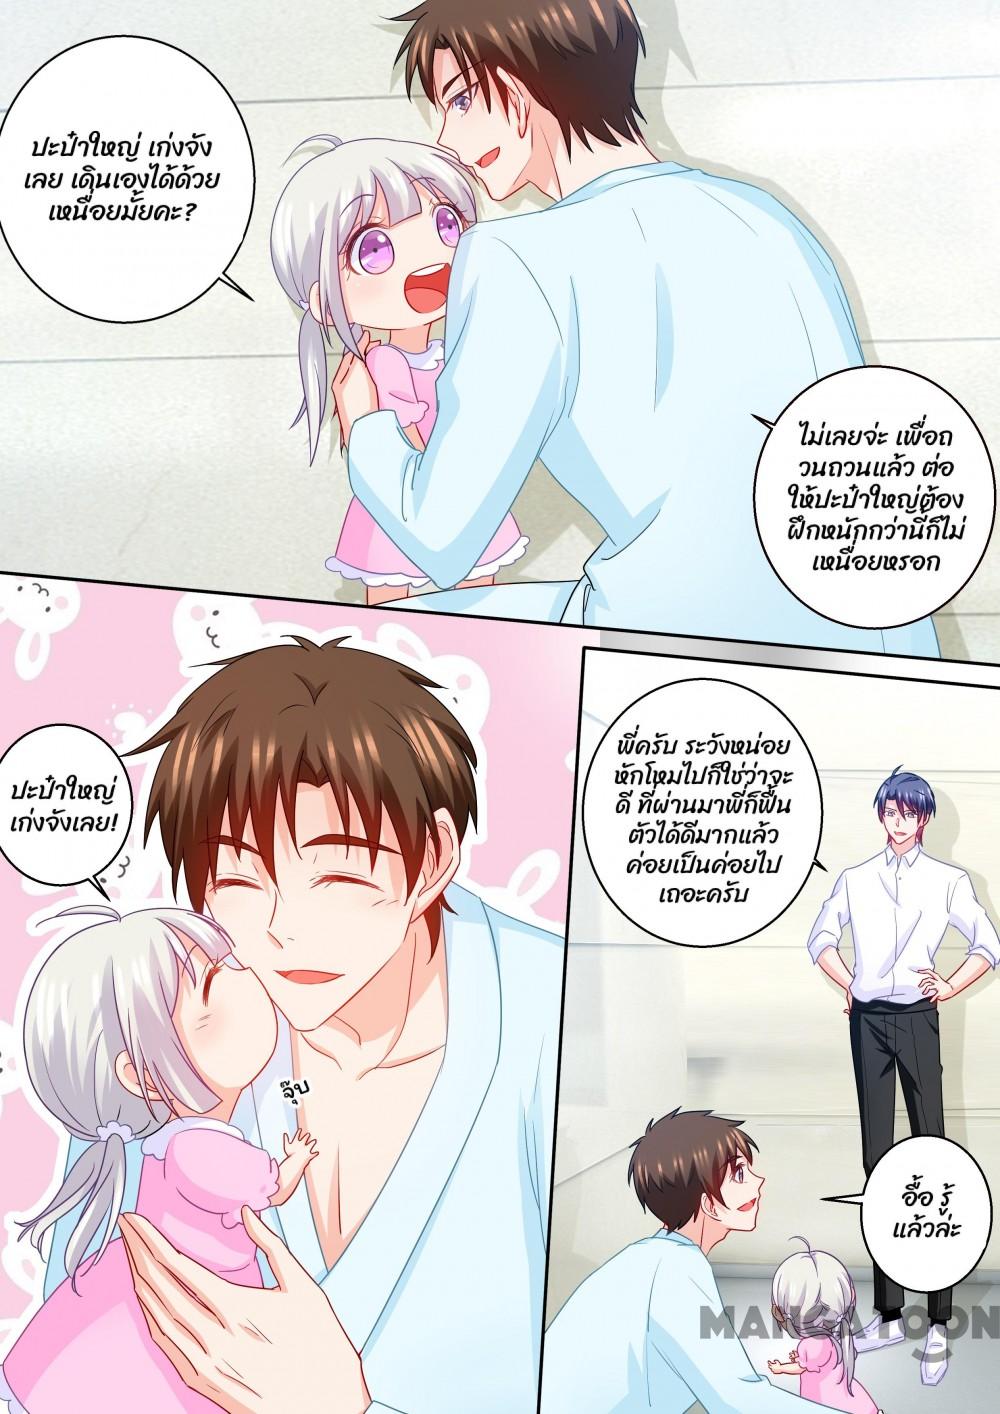 ปะป๋าใหญ่ เก่งจัง
เลย เดินเองได้ด้วย
เหนื่อยมั้ยคะ?
ไม่เลยจ่ะ เพื่อถ
วนถวนแล้ว ต่อ
ให้ปะป๋าใหญ่ต้อง
ฝึกหนักกว่านี้ก็ไม่
เหนื่อยหรอก
ปะป๋าใหญ่
เก่งจังเลย!
จุ๊บ
พี่ครับ ระวังหน่อย
หักโหมไปก็ใช่ว่าจะ
ดี ที่ผ่านมาพี่ก็ฟื้น
ตัวได้ดีมากแล้ว
ค่อยเป็นค่อยไป
เถอะครับ
อื้อ รู้
แล้วล่ะ
MANGATOON